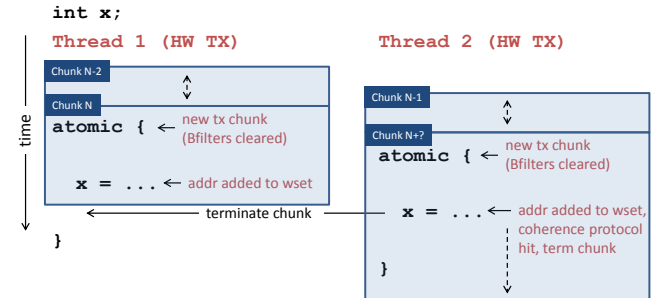 int x;
Thread 1 (HW TX)
Thread 2 (HW TX)
time
Chunk N-2
Chunk N
atomic {
new tx chunk
(Bfilters cleared)
x = ...
addr added to wset
terminate chunk
}
Chunk N-1
Chunk N+?
atomic {
new tx chunk
(Bfilters cleared)
x = ...
addr added to wset,
coherence protocol
hit, term chunk
}